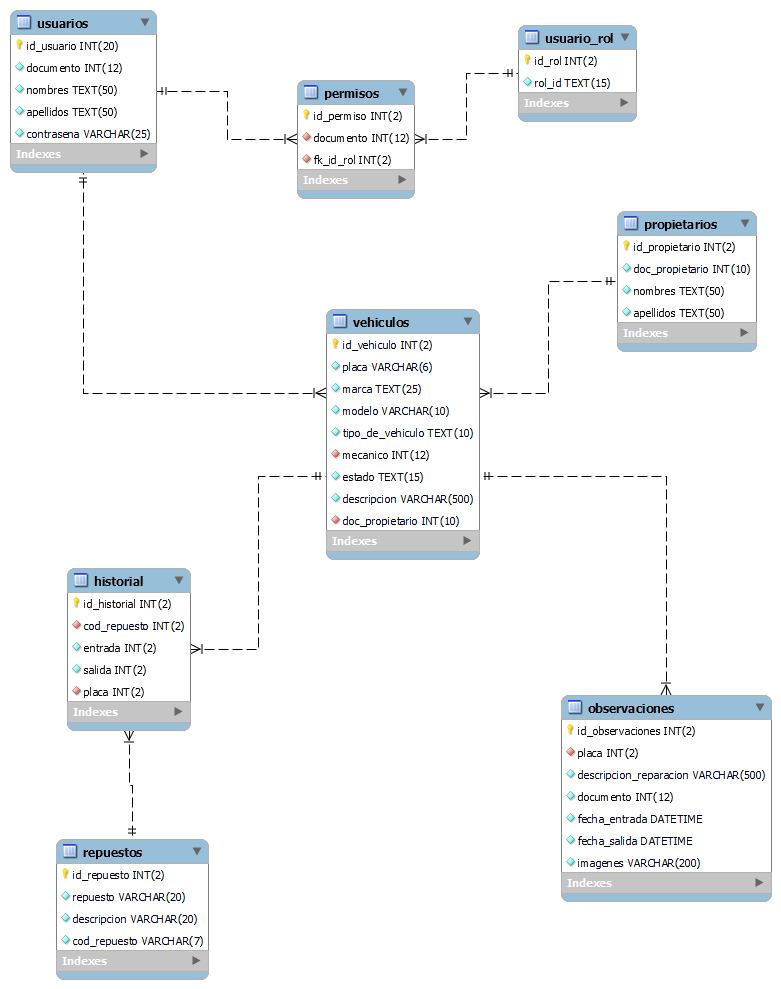 usuarios
id_usuario INT(20)
documento INT(12)
nombres TEXT(50)
apellidos TEXT(50)
contrasena VARCHAR(25)
Indexes
permisos
id_permiso INT(2)
documento INT(12)
fk_id_rol INT(2)
Indexes
usuario_rol
id_rol INT(2)
rol_id TEXT(15)
Indexes
propietarios
id_propietario INT(2)
doc_propietario INT(10)
nombres TEXT(50)
apellidos TEXT(50)
Indexes
vehiculos
id_vehiculo INT(2)
placa VARCHAR(6)
marca TEXT(25)
modelo VARCHAR(10)
tipo_de_vehiculo TEXT(10)
mecanico INT(12)
estado TEXT(15)
descripcion VARCHAR(500)
doc_propietario INT(10)
Indexes
historial
id_historial INT(2)
cod_repuesto INT(2)
entrada INT(2)
salida INT(2)
placa INT(2)
Indexes
observaciones
id_observaciones INT(2)
placa INT(2)
descripcion_reparacion VARCHAR(500)
documento INT(12)
fecha_entrada DATETIME
fecha_salida DATETIME
imagenes VARCHAR(200)
Indexes
repuestos
id_repuesto INT(2)
repuesto VARCHAR(20)
descripcion VARCHAR(20)
cod_repuesto VARCHAR(7)
Indexes